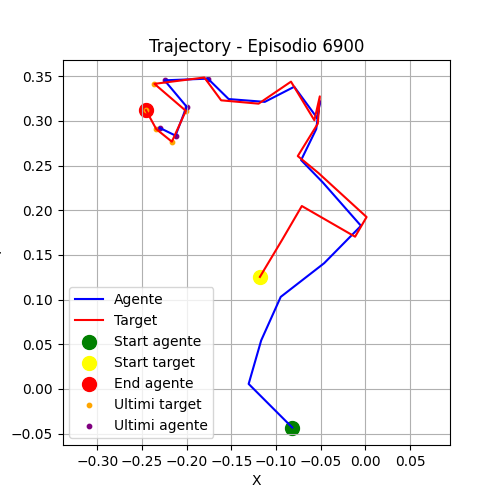 Trajectory - Episodio 6900
0.35
0.30
0.25
0.20
0.15
0.10
0.05
0.00
−0.05
Agente
Target
Start agente
Start target
End agente
Ultimi target
Ultimi agente
−0.30 −0.25 −0.20 −0.15 −0.10 −0.05 0.00 0.05
X